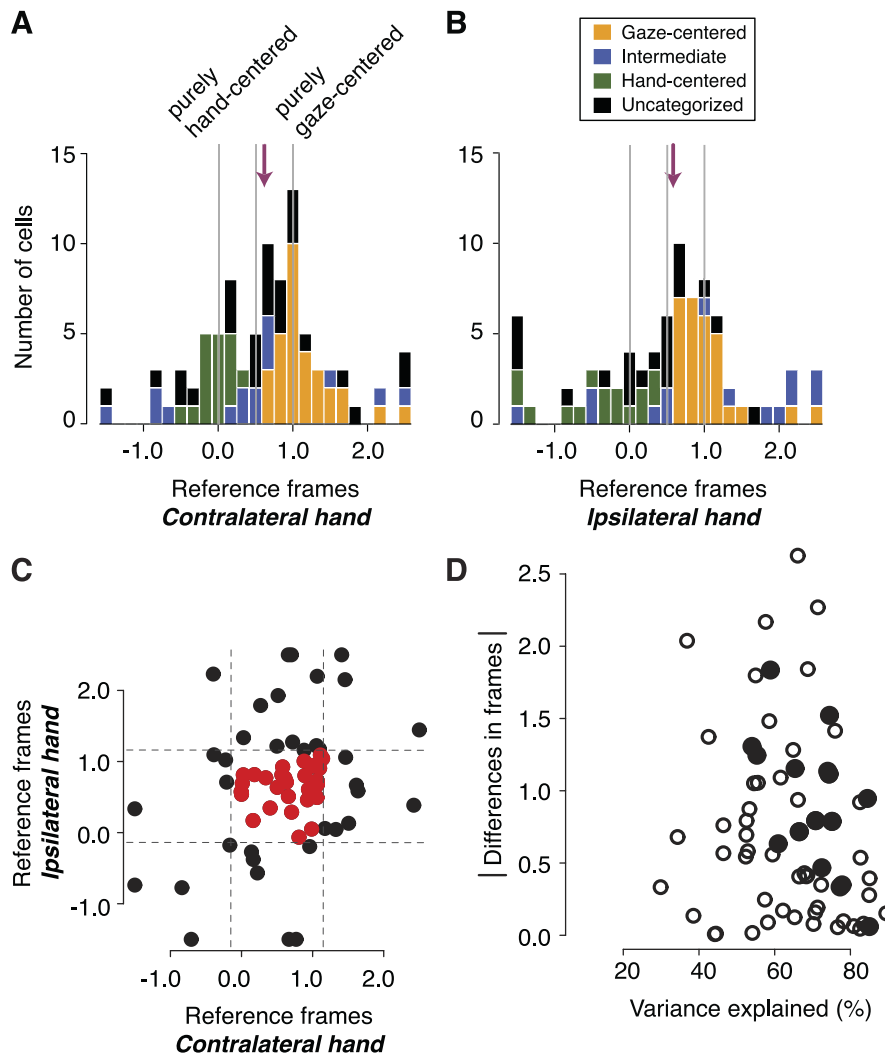 A
B
purely
hand-centered
purely
gaze-centered
Gaze-centered
Intermediate
Hand-centered
Uncategorized
Number of cells
15
10
5
0
-1.0
0.0
1.0
2.0
Reference frames
Contralateral hand
15
10
5
0
-1.0
0.0
1.0
2.0
Reference frames
Ipsilateral hand
C
D
Reference frames
Ipsilateral hand
2.0
1.0
0.0
-1.0
-1.0
0.0
1.0
2.0
Reference frames
Contralateral hand
| Differences in frames |
2.5
2.0
1.5
1.0
0.5
0.0
20
40
60
80
Variance explained (%)